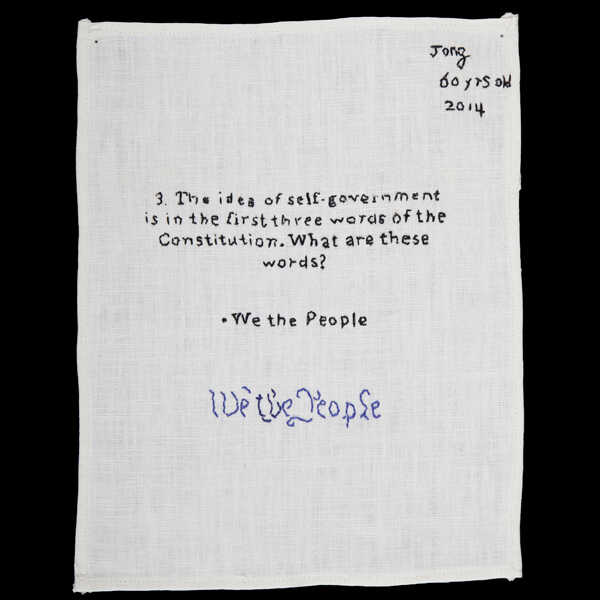 Jong
60 yrs old
2014
3. The idea of self-government
is in the first three words of the
Constitution. What are these
words?
• We the People
We the People